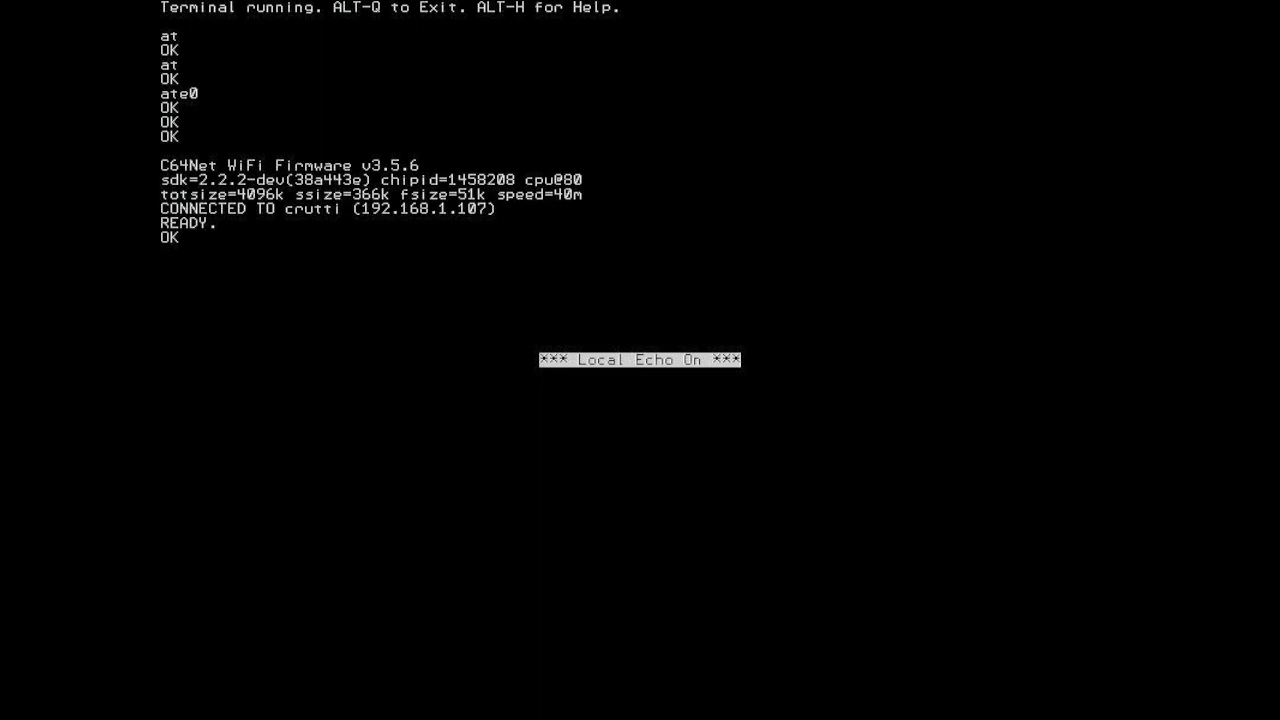 Terminal running. ALT-Q to Exit. ALT-H for Help.
at
OK
at
OK
ate0
OK
OK
OK
C64Net WiFi Firmware v3.5.6
sdk=2.2.2-dev(38a443e) chipid=1458208 cpu@80
totsize=4096k ssize=366k fsize=51k speed=40m
CONNECTED TO crutti (192.168.1.107)
READY.
OK
*** Local Echo On ***